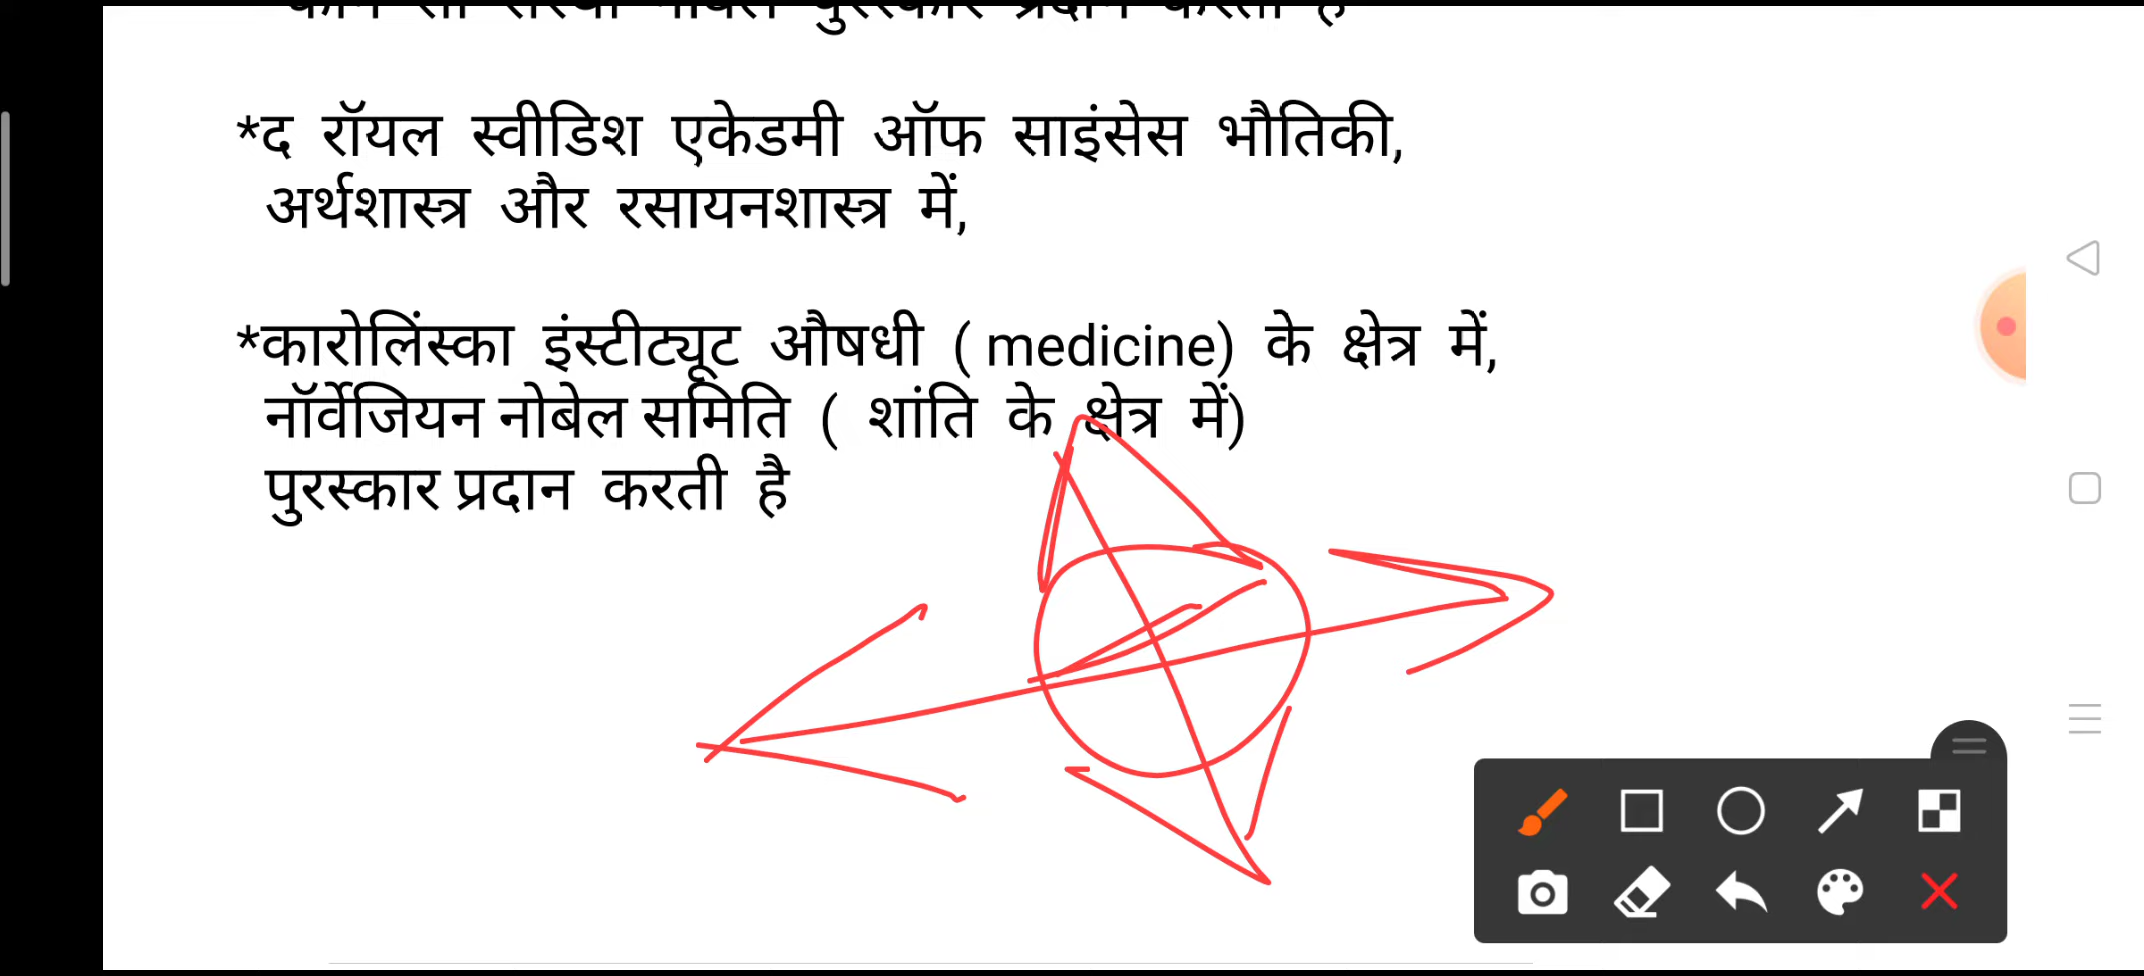 *द रॉयल स्वीडिश एकेडमी ऑफ साइंसेस भौतिकी,
अर्थशास्त्र और रसायनशास्त्र में,
*कारोलिंस्का इंस्टीट्यूट औषधी ( medicine) के क्षेत्र में,
नॉर्वेजियन नोबेल समिति ( शांति के क्षेत्र में)
पुरस्कार प्रदान करती है